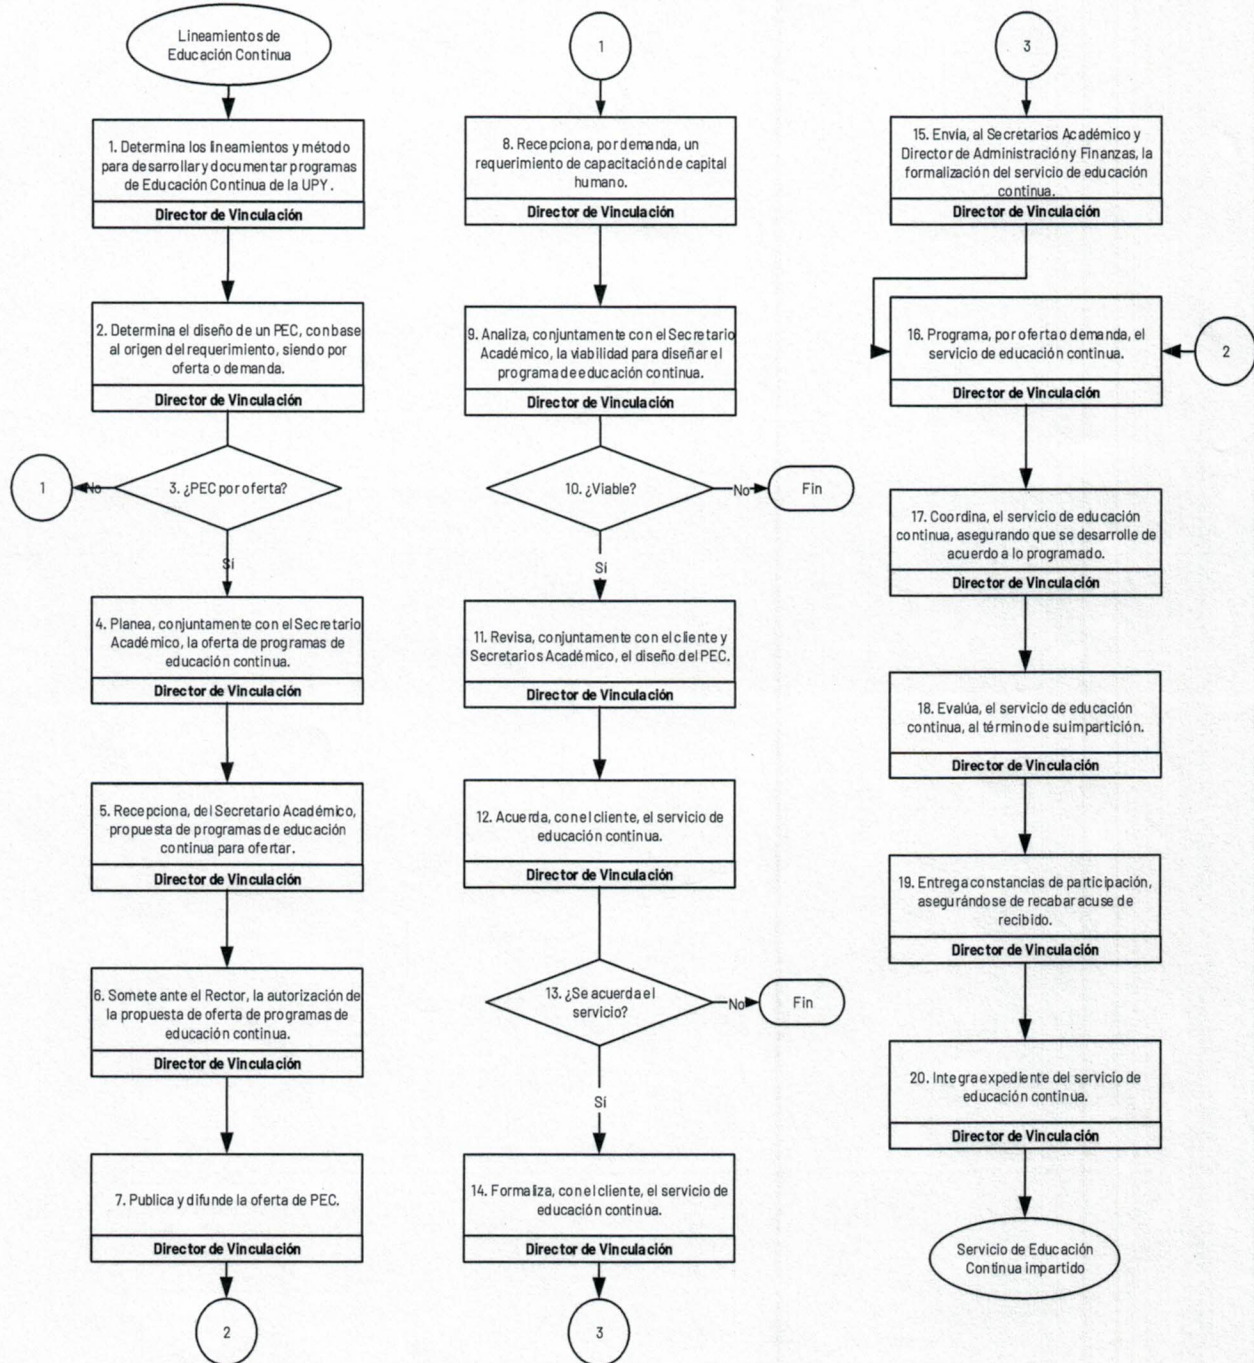 Lineamientos de
Educación Continua
1. Determina los lineamientos y método
para desarrollar y documentar programas
de Educación Continua de la UPY.
Director de Vinculación
2. Determina el diseño de un PEC, con base
al origen del requerimiento, siendo por
oferta o demanda.
Director de Vinculación
3. ¿PEC por oferta?
No
1
Sí
4. Planea, conjuntamente con el Secretario
Académico, la oferta de programas de
educación continua.
Director de Vinculación
5. Recepciona, del Secretario Académico,
propuesta de programas de educación
continua para ofertar.
Director de Vinculación
6. Somete ante el Rector, la autorización de
la propuesta de oferta de programas de
educación continua.
Director de Vinculación
7. Publica y difunde la oferta de PEC.
Director de Vinculación
2
1
8. Recepciona, por demanda, un
requerimiento de capacitación de capital
humano.
Director de Vinculación
9. Analiza, conjuntamente con el Secretario
Académico, la viabilidad para diseñar el
programa de educación continua.
Director de Vinculación
10. ¿Viable?
No
Fin
Sí
11. Revisa, conjuntamente con el cliente y
Secretarios Académico, el diseño del PEC.
Director de Vinculación
12. Acuerda, con el cliente, el servicio de
educación continua.
Director de Vinculación
13. ¿Se acuerda el
servicio?
No
Fin
Sí
14. Formaliza, con el cliente, el servicio de
educación continua.
Director de Vinculación
3
3
15. Envía, al Secretarios Académico y
Director de Administración y Finanzas, la
formalización del servicio de educación
continua.
Director de Vinculación
16. Programa, por oferta o demanda, el
servicio de educación continua.
Director de Vinculación
2
17. Coordina, el servicio de educación
continua, asegurando que se desarrolle de
acuerdo a lo programado.
Director de Vinculación
18. Evalúa, el servicio de educación
continua, al término de su impartición.
Director de Vinculación
19. Entrega constancias de participación,
asegurándose de recabar acuse de
recibido.
Director de Vinculación
20. Integra expediente del servicio de
educación continua.
Director de Vinculación
Servicio de Educación
Continua impartido